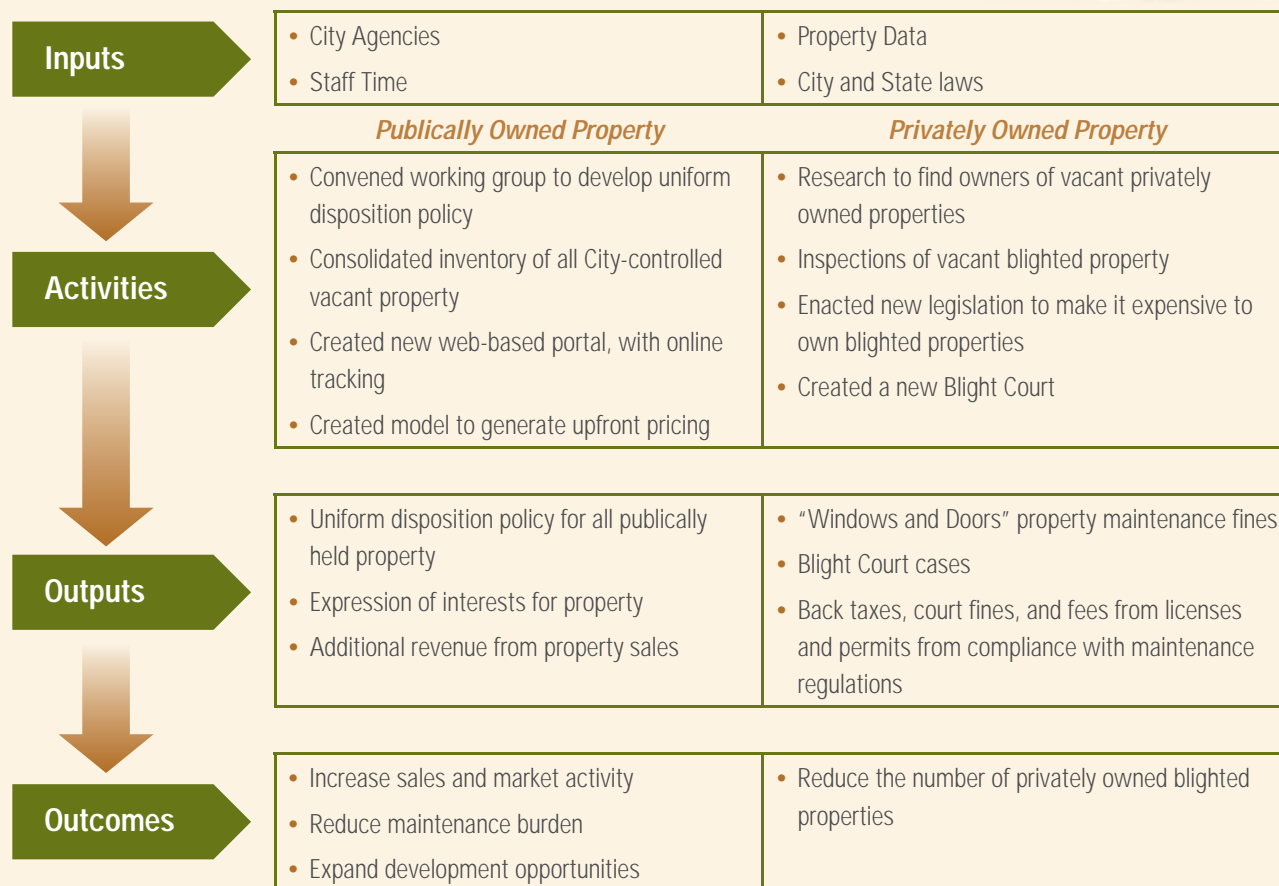 Inputs
• City Agencies
• Staff Time
• Property Data
• City and State laws
Publically Owned Property
Privately Owned Property
Activities
• Convened working group to develop uniform
disposition policy
• Consolidated inventory of all City-controlled
vacant property
• Created new web-based portal, with online
tracking
• Created model to generate upfront pricing
• Research to find owners of vacant privately
owned properties
• Inspections of vacant blighted property
• Enacted new legislation to make it expensive to
own blighted properties
• Created a new Blight Court
Outputs
• Uniform disposition policy for all publically
held property
• Expression of interests for property
• Additional revenue from property sales
• “Windows and Doors” property maintenance fines
• Blight Court cases
• Back taxes, court fines, and fees from licenses
and permits from compliance with maintenance
regulations
Outcomes
• Increase sales and market activity
• Reduce maintenance burden
• Expand development opportunities
• Reduce the number of privately owned blighted
properties